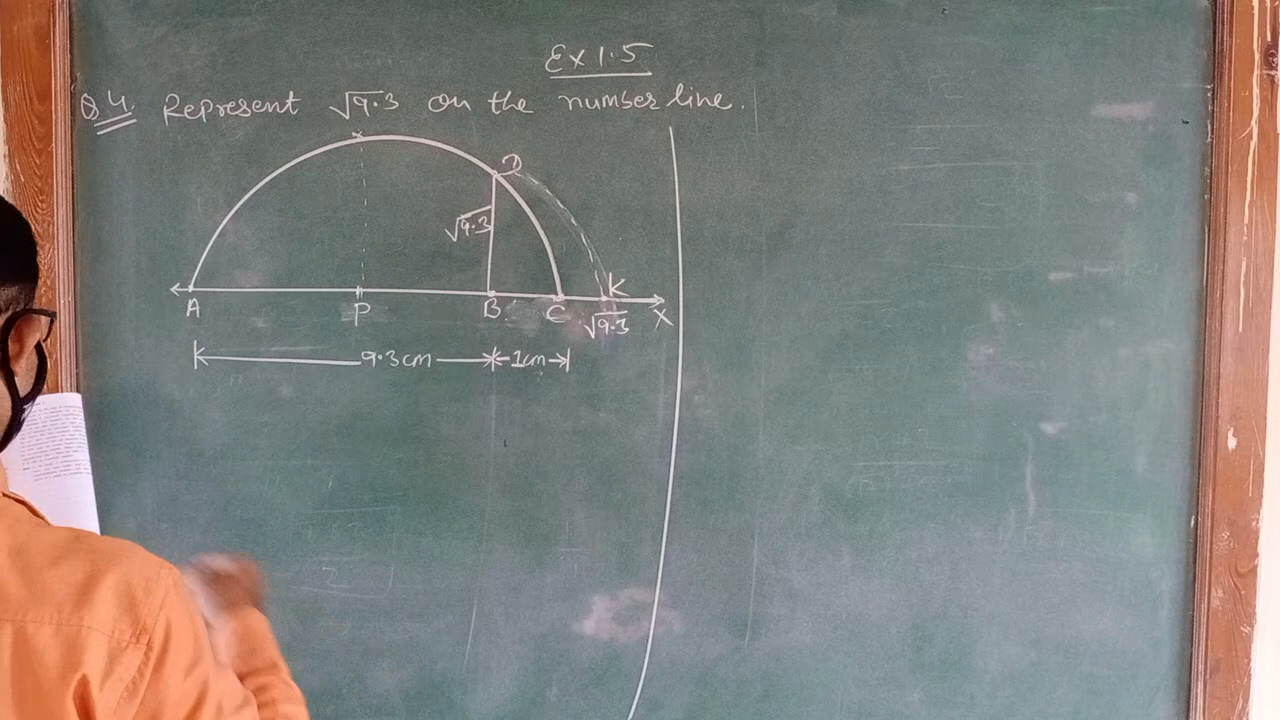 Ex 1.5
Q.4. Represent √9.3 on the number line.
D
√9.3
K
A P B C √9.3 X
9.3cm 1cm